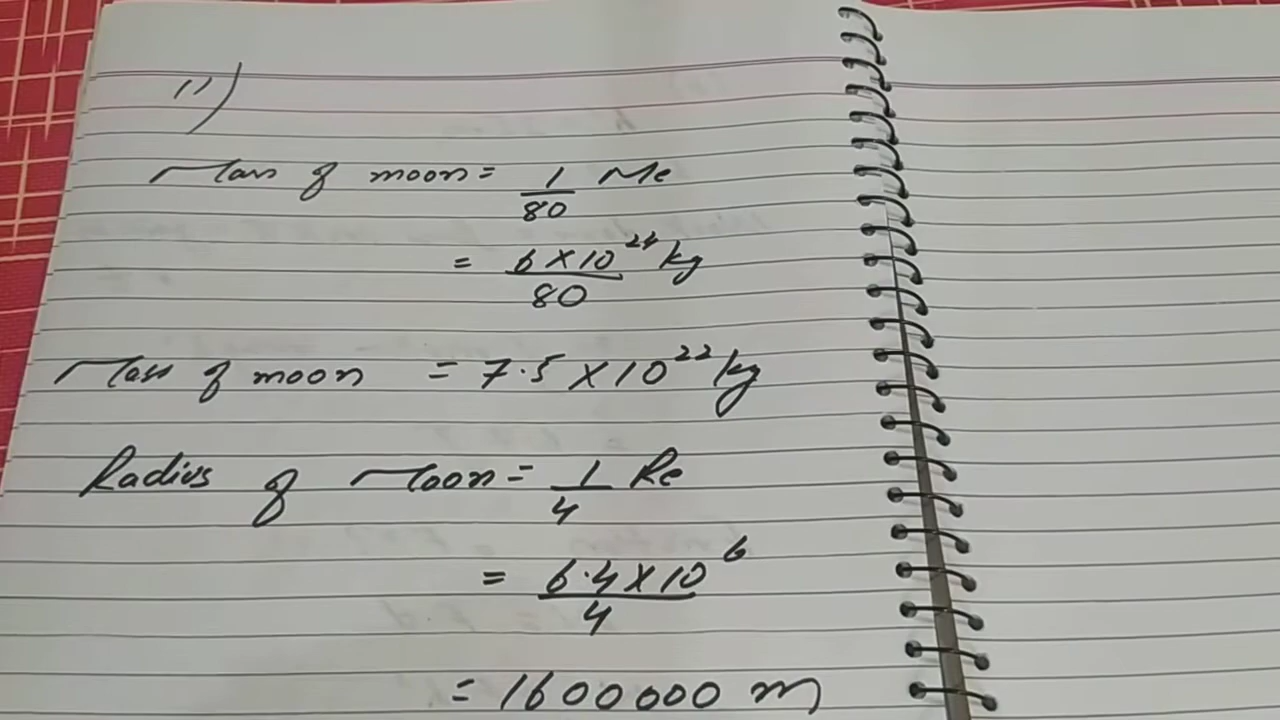 11)
Mass of moon = 1/80 Me
= 6 × 10^24 kg / 80
Mass of moon = 7.5 × 10^22 kg
Radius of Moon = 1/4 Re
= 6.4 × 10^6 / 4
= 1600000 m